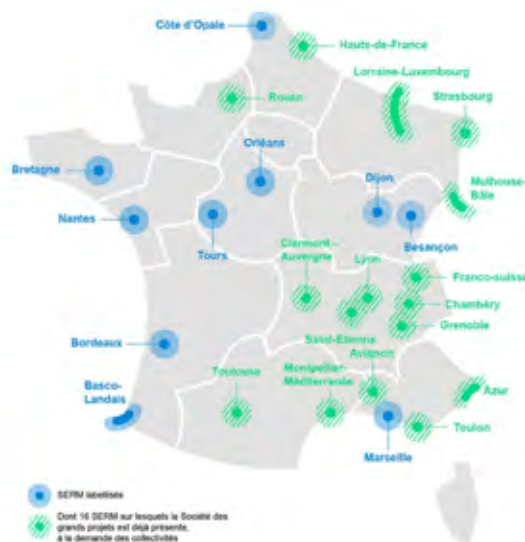 Côte d'Opale
Hauts-de-France
Lorraine-Luxembourg
Strasbourg
Rouen
Orléans
Bretagne
Dijon
Mulhouse-
Bâle
Nantes
Tours
Besançon
Clermont-
Auvergne
Lyon
Franco-suisse
Chambéry
Grenoble
Bordeaux
Saint-Etienne
Avignon
Toulouse
Montpellier-
Méditerranée
Basco-
Landais
Azur
Toulon
Marseille
SERM labellisés
Dont 16 SERM sur lesquels la Société des
grands projets est déjà présente,
à la demande des collectivités